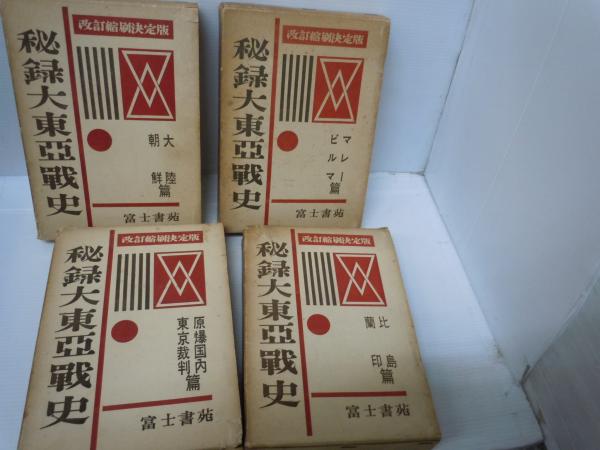 改訂縮刷決定版
秘録大東亞戰史
大陸篇
朝鮮
富士書苑
改訂縮刷決定版
秘録大東亞戰史
マレー篇
ビルマ
富士書苑
改訂縮刷決定版
秘録大東亞戰史
原爆国内篇
東京裁判
富士書苑
改訂縮刷決定版
秘録大東亞戰史
比島篇
蘭印
富士書苑